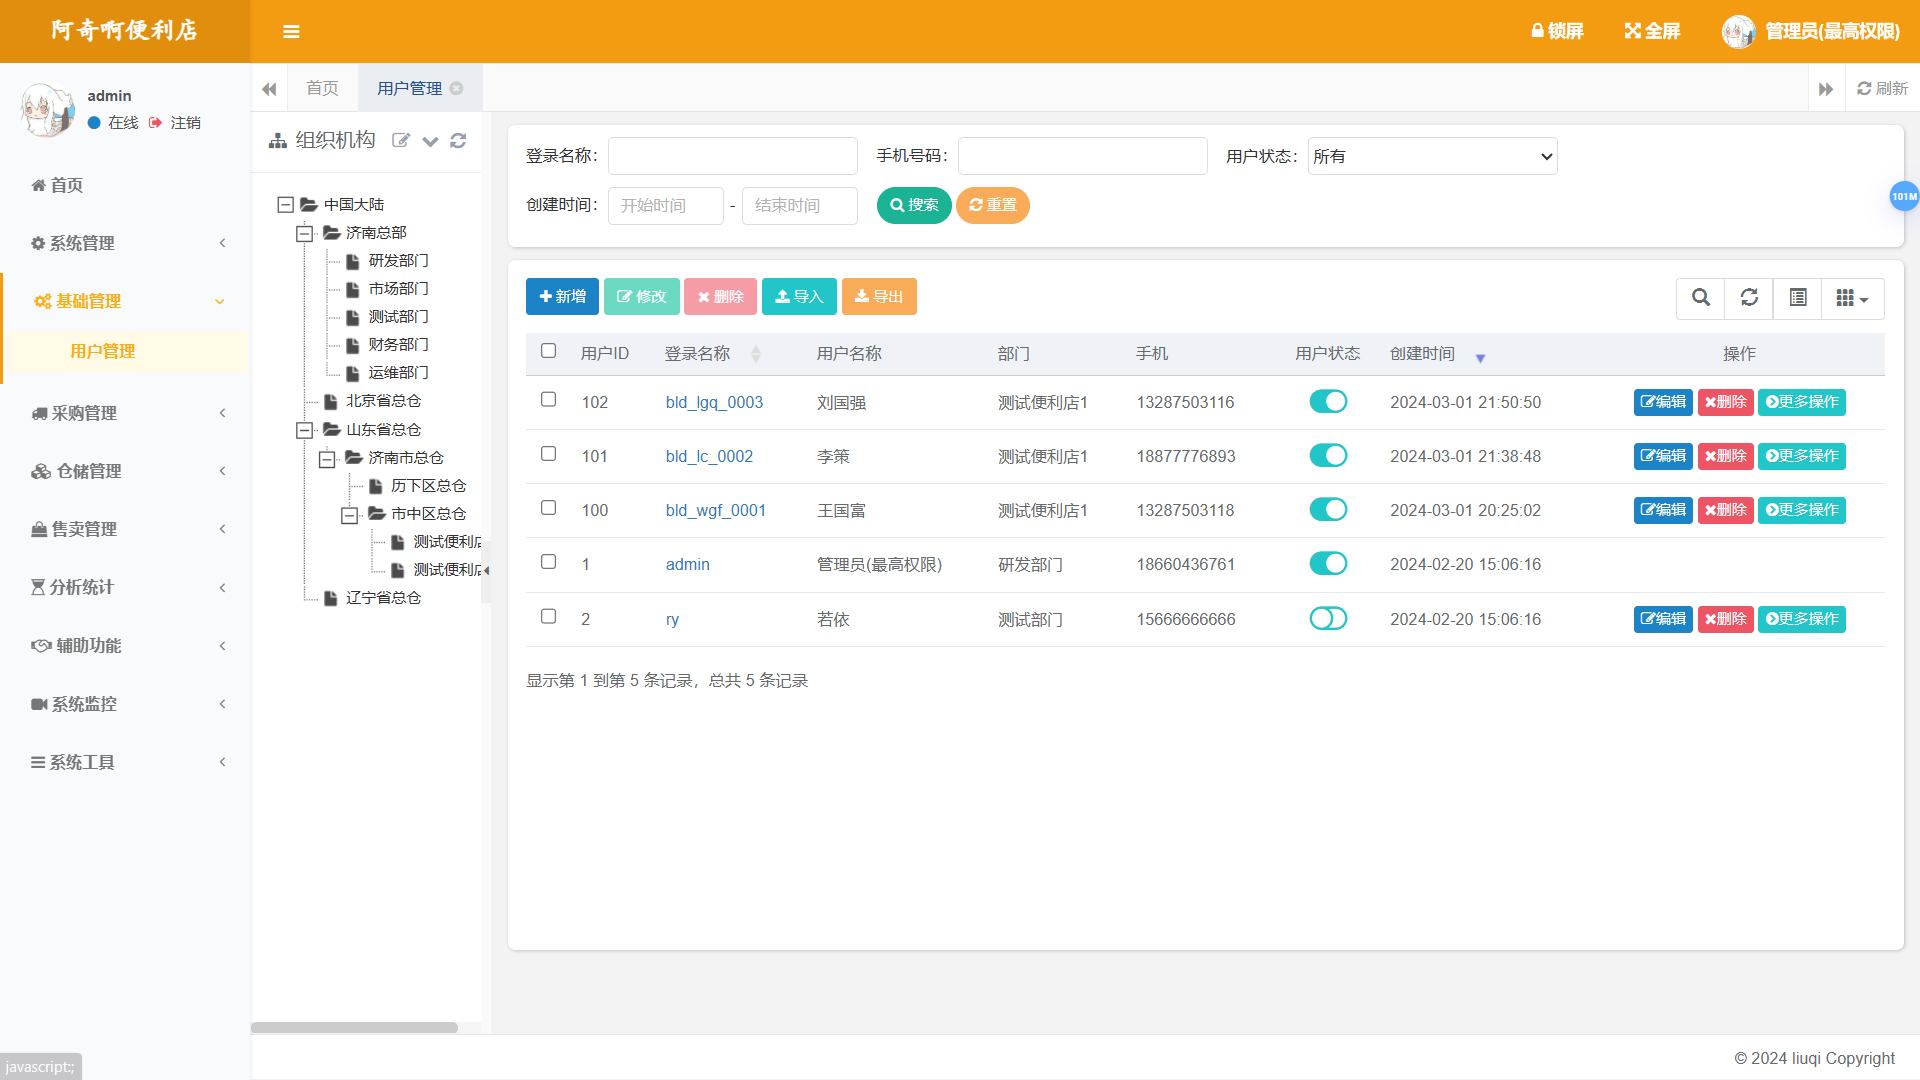 阿奇啊便利店
锁屏
全屏
管理员(最高权限)
admin
在线 注销
首页
系统管理
基础管理
用户管理
采购管理
仓储管理
售卖管理
分析统计
辅助功能
系统监控
系统工具
首页
用户管理
刷新
组织机构
中国大陆
济南总部
研发部门
市场部门
测试部门
财务部门
运维部门
北京省总仓
山东省总仓
济南市总仓
历下区总仓
市中区总仓
测试便利店
测试便利店
辽宁省总仓
登录名称： 手机号码： 用户状态： 所有
创建时间： 开始时间 - 结束时间 搜索 重置
101M
新增 修改 删除 导入 导出
用户ID 登录名称 用户名称 部门 手机 用户状态 创建时间 操作
102 bld_lgq_0003 刘国强 测试便利店1 13287503116 2024-03-01 21:50:50 编辑 删除 更多操作
101 bld_lc_0002 李策 测试便利店1 18877776893 2024-03-01 21:38:48 编辑 删除 更多操作
100 bld_wgf_0001 王国富 测试便利店1 13287503118 2024-03-01 20:25:02 编辑 删除 更多操作
1 admin 管理员(最高权限) 研发部门 18660436761 2024-02-20 15:06:16
2 ry 若依 测试部门 15666666666 2024-02-20 15:06:16 编辑 删除 更多操作
显示第 1 到第 5 条记录，总共 5 条记录
© 2024 liuqi Copyright
javascript:;